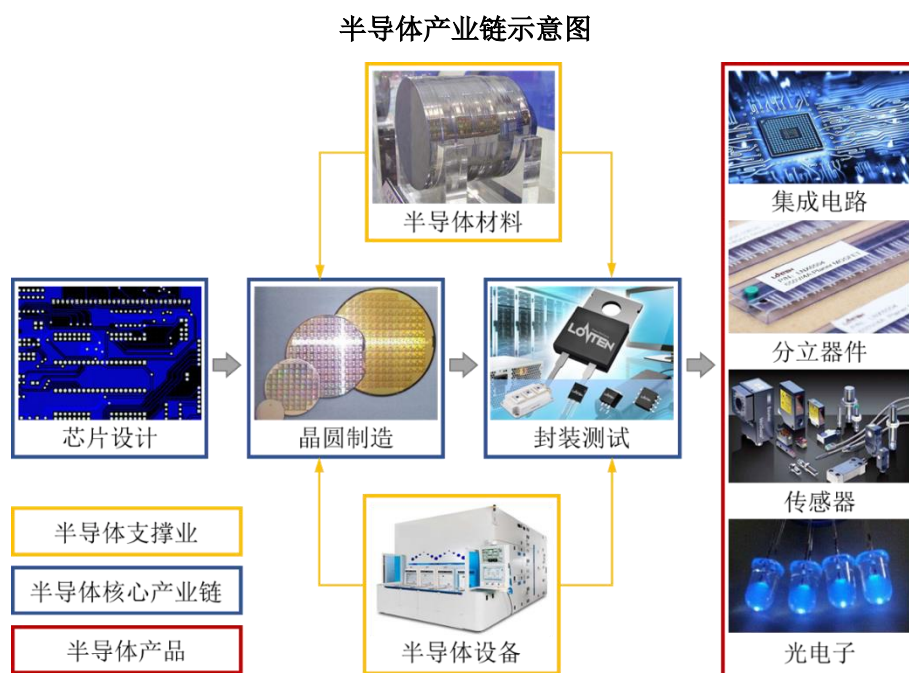 半导体产业链示意图
半导体材料
集成电路
LONTEN
分立器件
芯片设计
晶圆制造
封装测试
传感器
半导体支撑业
半导体核心产业链
半导体产品
半导体设备
光电子